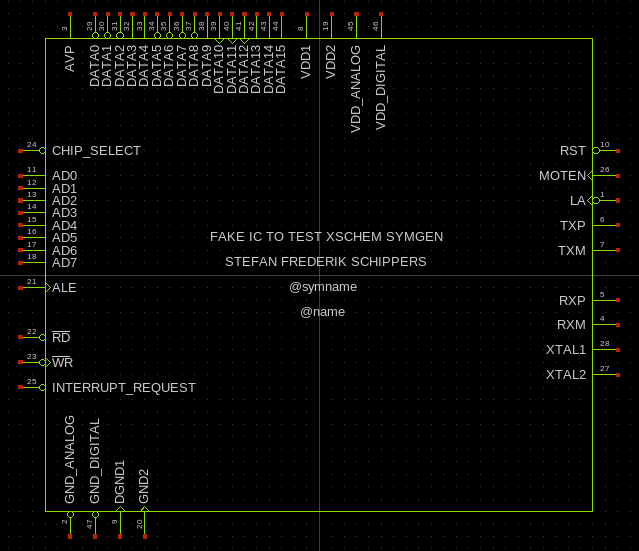 3 29 30 31 32 33 34 35 36 37 38 39 40 41 42 43 44 8 19 45 46
AVP DATA0 DATA1 DATA2 DATA3 DATA4 DATA5 DATA6 DATA7 DATA8 DATA9 DATA10 DATA11 DATA12 DATA13 DATA14 DATA15 VDD1 VDD2 VDD_ANALOG VDD_DIGITAL
24 CHIP_SELECT
11 AD0
12 AD1
13 AD2
14 AD3
15 AD4
16 AD5
17 AD6
18 AD7
21 ALE
22 RD
23 WR
25 INTERRUPT_REQUEST
FAKE IC TO TEST XSCHEM SYMGEN
STEFAN FREDERIK SCHIPPERS
@symname
@name
RST 10
MOTEN 26
LA 1
TXP 6
TXM 7
RXP 5
RXM 4
XTAL1 28
XTAL2 27
GND_ANALOG GND_DIGITAL DGND1 GND2
2 47 9 20